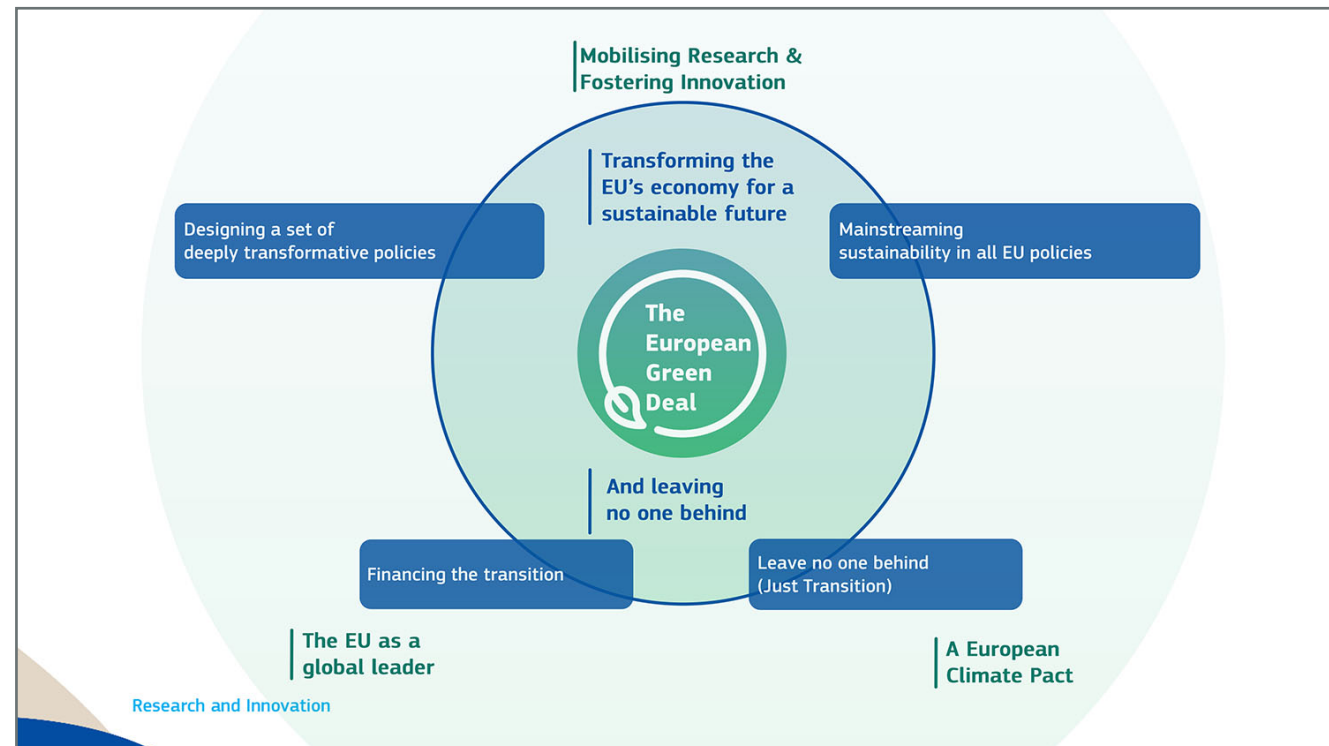 Mobilising Research &
Fostering Innovation
Transforming the
EU's economy for a
sustainable future
Designing a set of
deeply transformative policies
Mainstreaming
sustainability in all EU policies
The
European
Green
Deal
And leaving
no one behind
Financing the transition
Leave no one behind
(Just Transition)
The EU as a
global leader
A European
Climate Pact
Research and Innovation